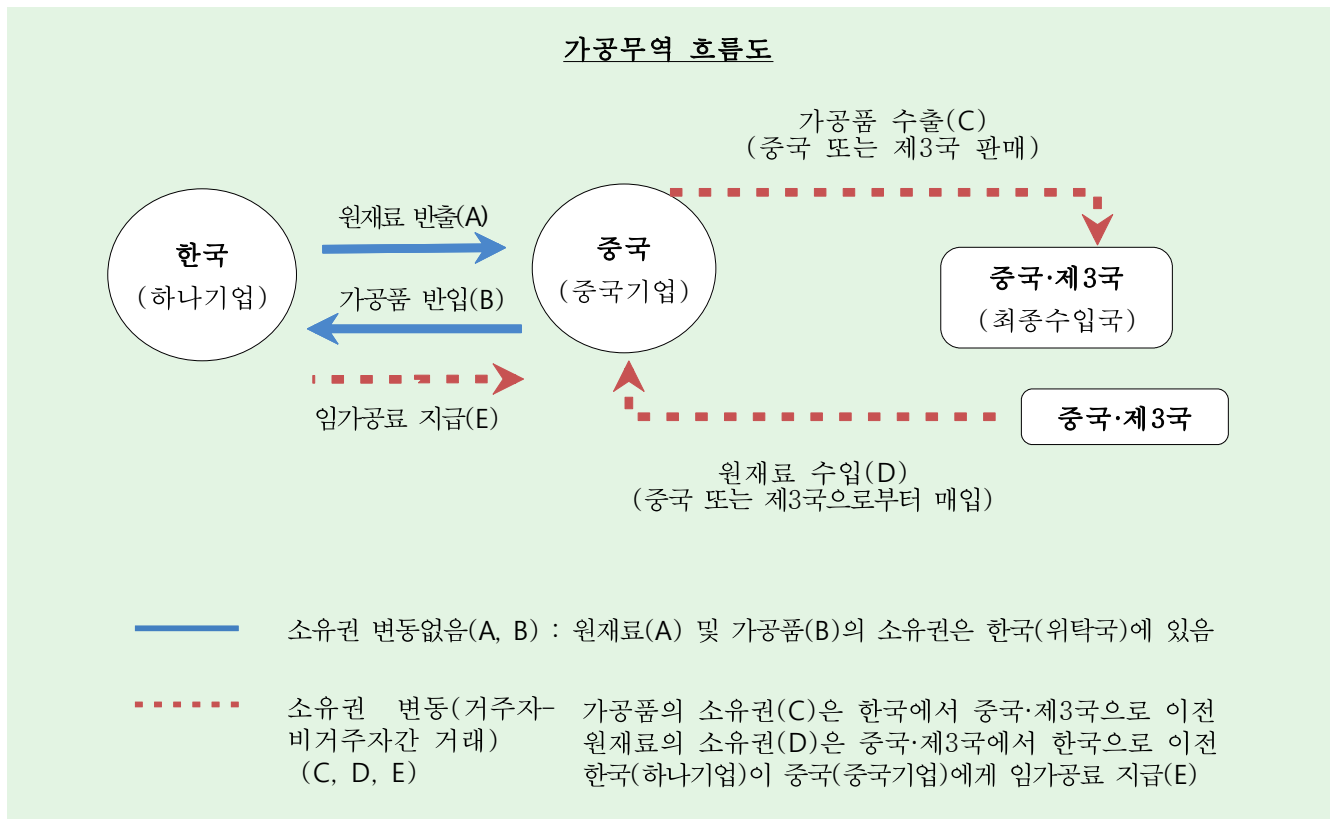 가공무역 흐름도
가공품 수출(C)
(중국 또는 제3국 판매)
한국
(하나기업)
원재료 반출(A)
가공품 반입(B)
임가공료 지급(E)
중국
(중국기업)
중국·제3국
(최종수입국)
중국·제3국
원재료 수입(D)
(중국 또는 제3국으로부터 매입)
소유권 변동없음(A, B) : 원재료(A) 및 가공품(B)의 소유권은 한국(위탁국)에 있음
소유권 변동(거주자–
비거주자간 거래)
(C, D, E)
가공품의 소유권(C)은 한국에서 중국·제3국으로 이전
원재료의 소유권(D)은 중국·제3국에서 한국으로 이전
한국(하나기업)이 중국(중국기업)에게 임가공료 지급(E)